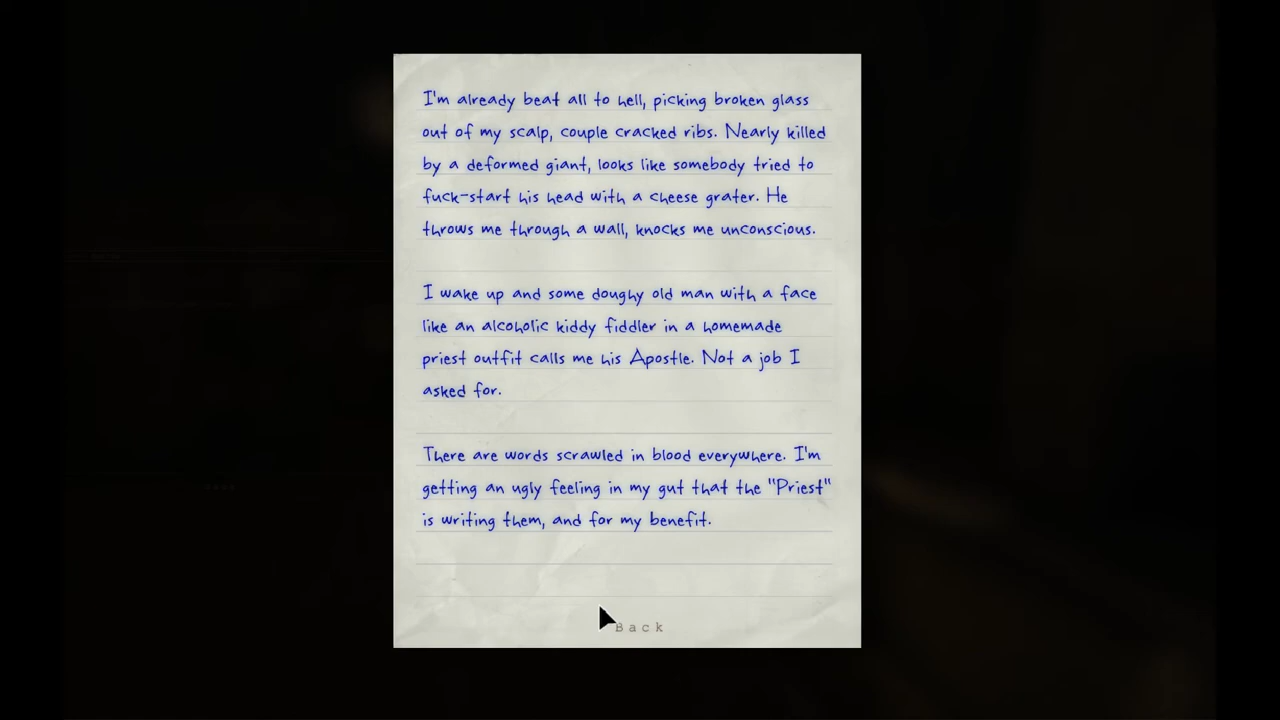 I'm already beat all to hell, picking broken glass
out of my scalp, couple cracked ribs. Nearly killed
by a deformed giant, looks like somebody tried to
fuck-start his head with a cheese grater. He
throws me through a wall, knocks me unconscious.
I wake up and some doughy old man with a face
like an alcoholic kiddy fiddler in a homemade
priest outfit calls me his Apostle. Not a job I
asked for.
There are words scrawled in blood everywhere. I'm
getting an ugly feeling in my gut that the "Priest"
is writing them, and for my benefit.
Back